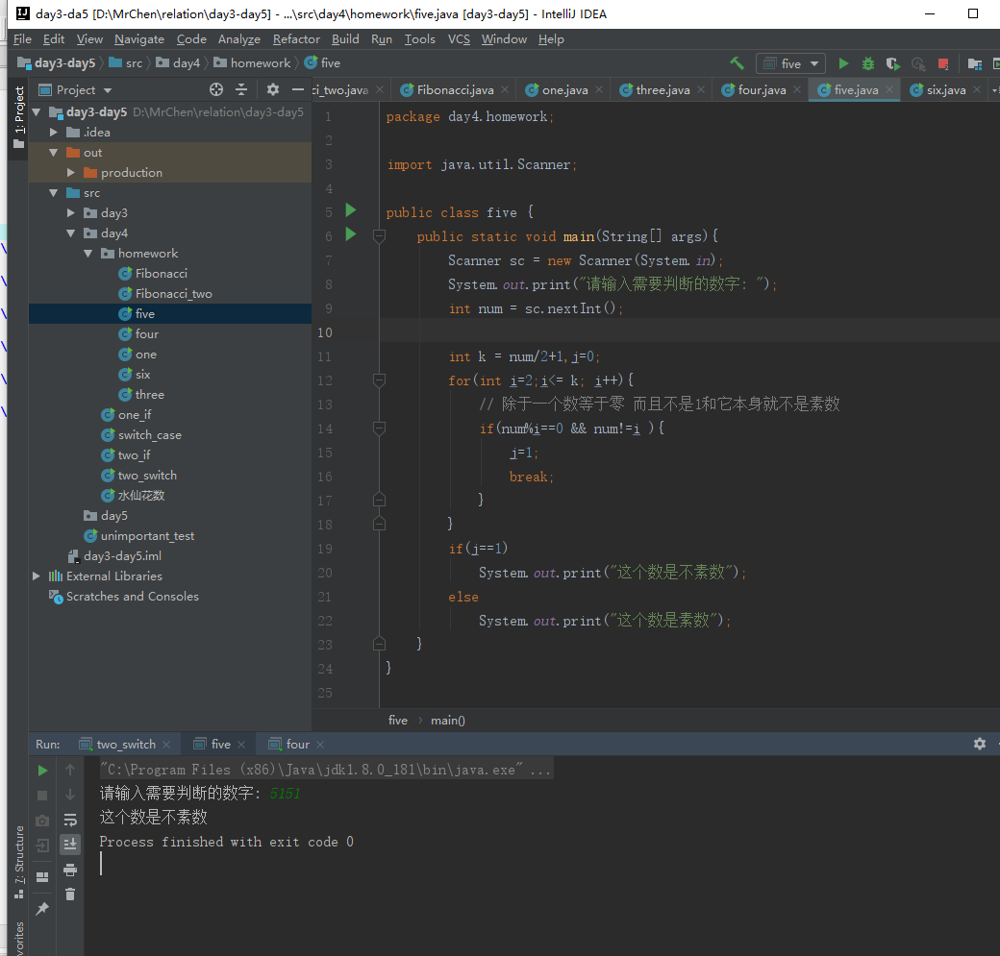 day3-da5 [D:\MrChen\relation\day3-day5] - ...\src\day4\homework\five.java [day3-day5] - IntelliJ IDEA
File Edit View Navigate Code Analyze Refactor Build Run Tools VCS Window Help
day3-day5 src day4 homework five
five
1: Project
Project
ci_two.java Fibonacci.java one.java three.java four.java five.java six.java
day3-day5 D:\MrChen\relation\day3-day5
.idea
out
production
src
day3
day4
homework
Fibonacci
Fibonacci_two
five
four
one
six
three
one_if
switch_case
two_if
two_switch
水仙花数
day5
unimportant_test
day3-day5.iml
External Libraries
Scratches and Consoles
1 package day4.homework;
2
3 import java.util.Scanner;
4
5 public class five {
6 public static void main(String[] args){
7 Scanner sc = new Scanner(System.in);
8 System.out.print("请输入需要判断的数字: ");
9 int num = sc.nextInt();
10
11 int k = num/2+1,j=0;
12 for(int i=2;i<= k; i++){
13 // 除于一个数等于零 而且不是1和它本身就不是素数
14 if(num%i==0 && num!=i ){
15 j=1;
16 break;
17 }
18 }
19 if(j==1)
20 System.out.print("这个数是不素数");
21 else
22 System.out.print("这个数是素数");
23 }
24 }
25
five main()
Run: two_switch five four
"C:\Program Files (x86)\Java\jdk1.8.0_181\bin\java.exe" ...
请输入需要判断的数字: 5151
这个数是不素数
Process finished with exit code 0
7: Structure
vorites